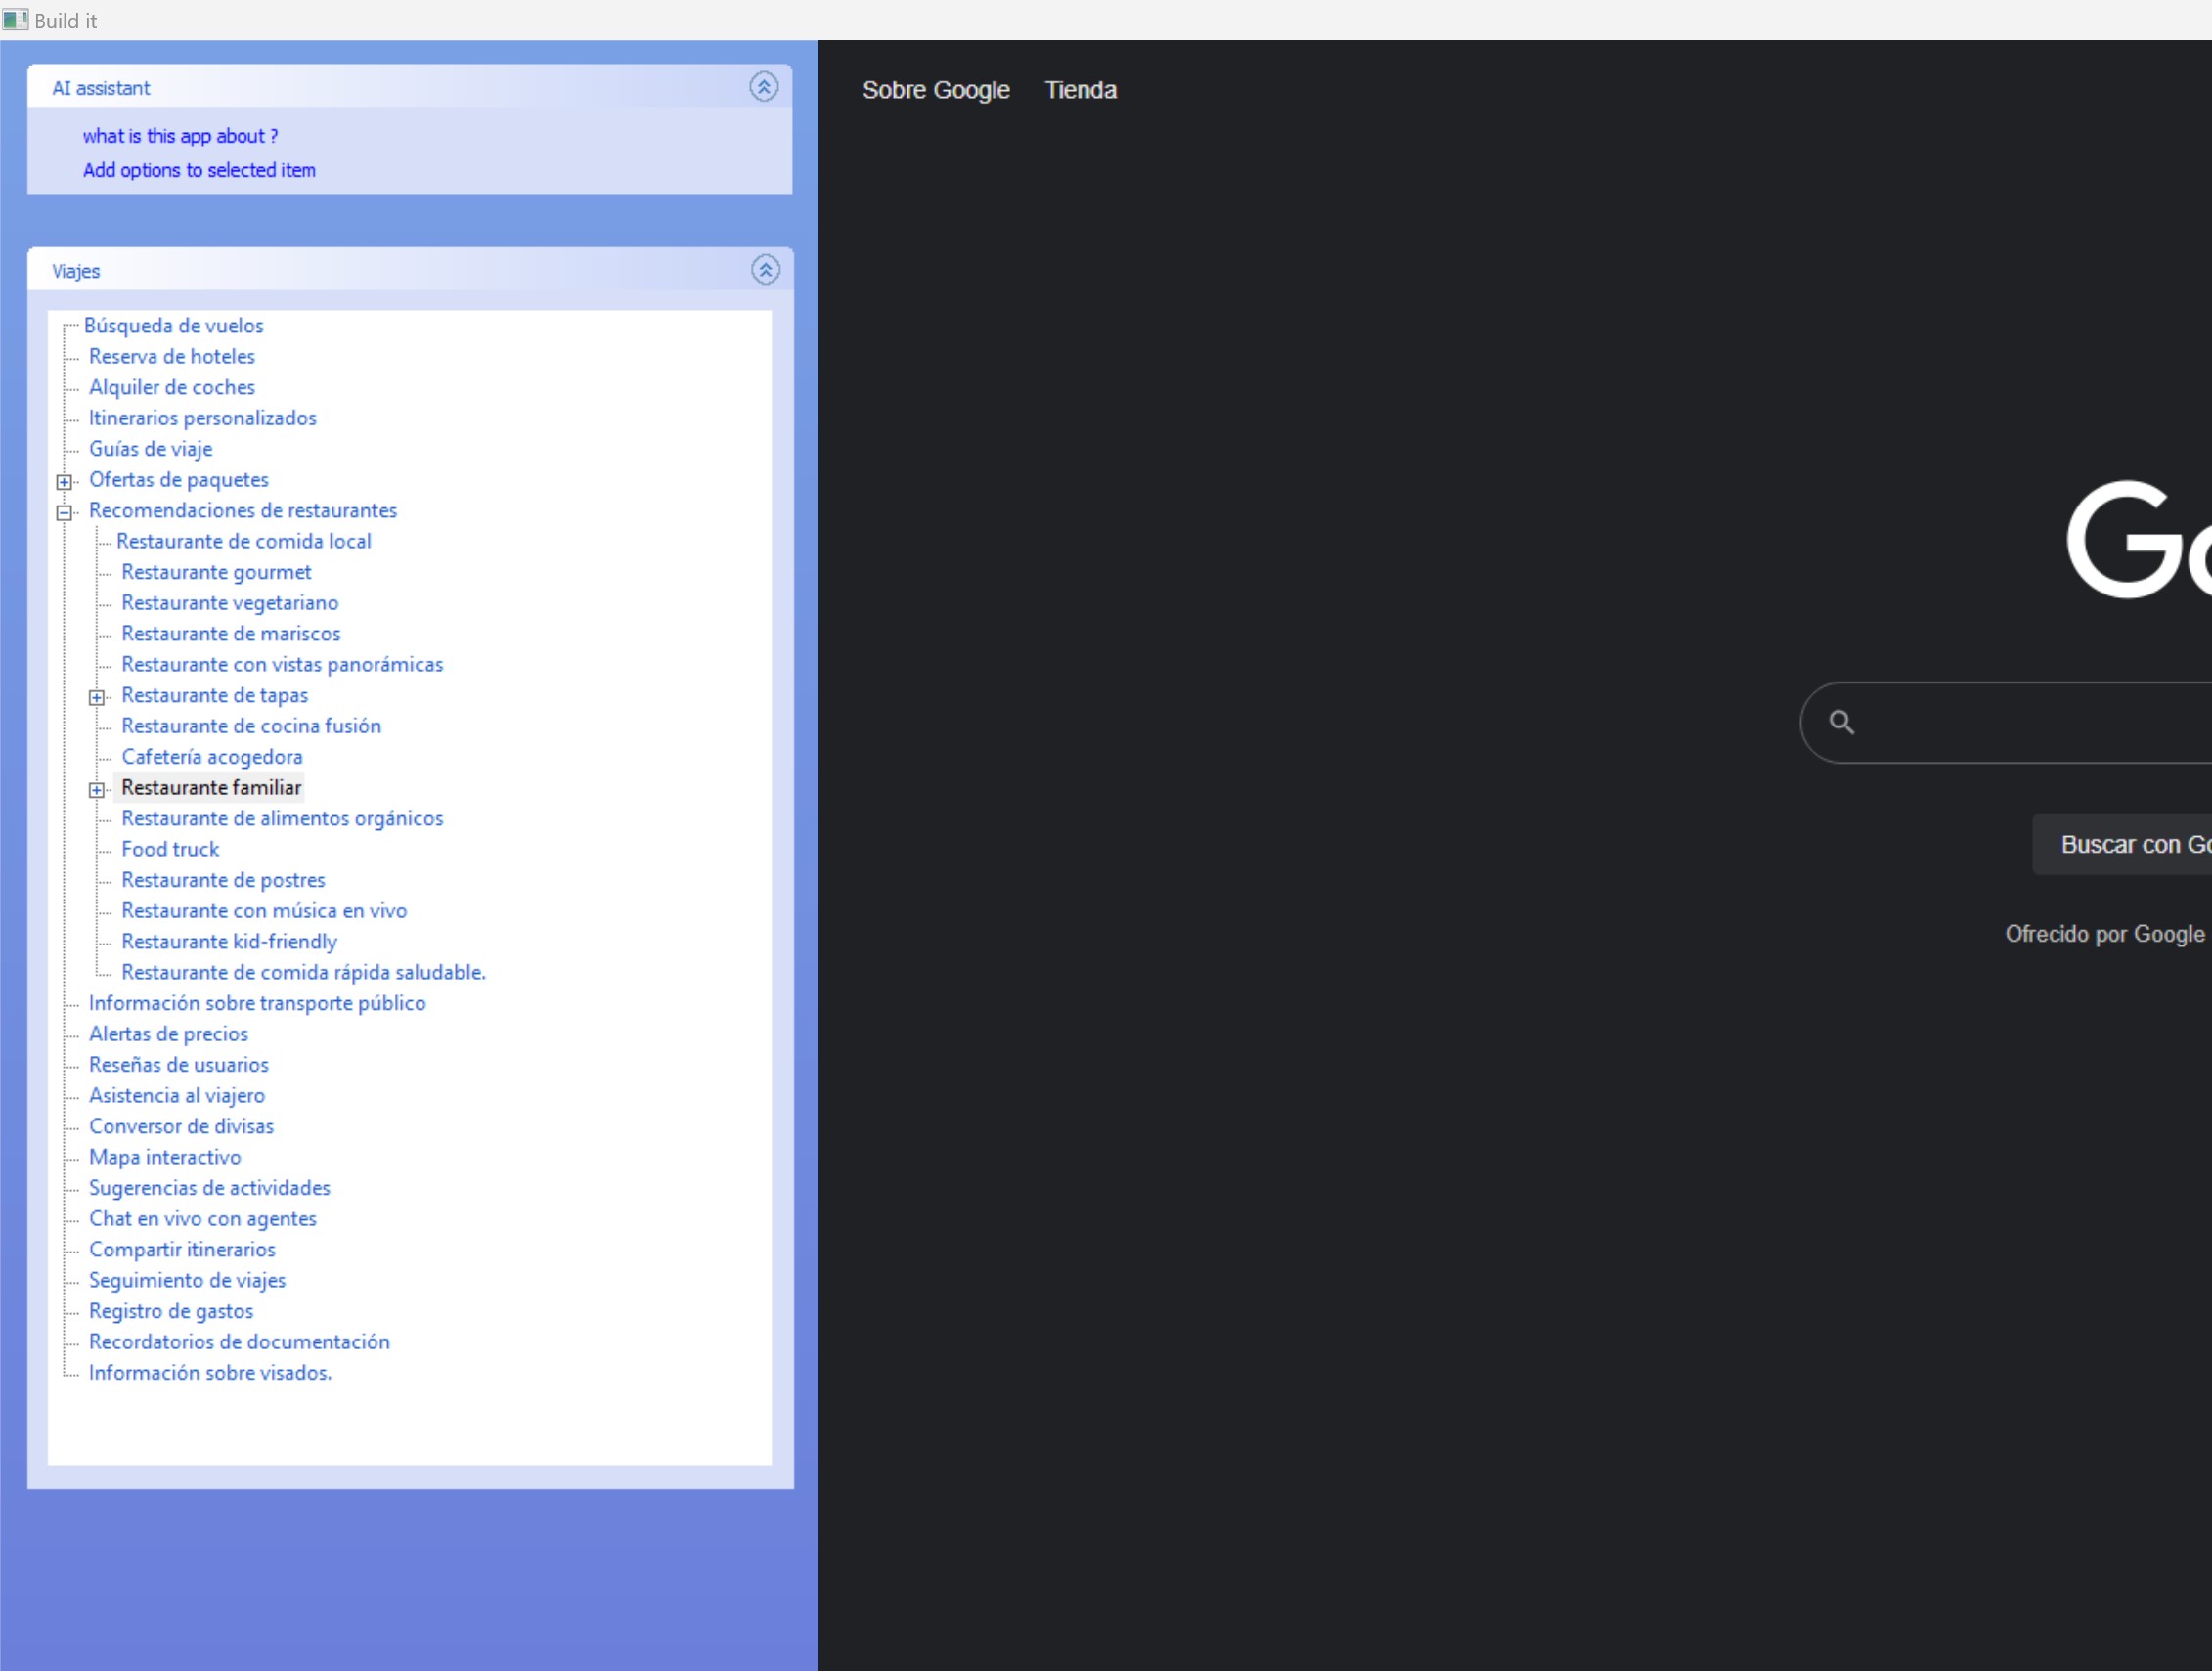 Build it
AI assistant
what is this app about ?
Add options to selected item
Viajes
Búsqueda de vuelos
Reserva de hoteles
Alquiler de coches
Itinerarios personalizados
Guías de viaje
Ofertas de paquetes
Recomendaciones de restaurantes
Restaurante de comida local
Restaurante gourmet
Restaurante vegetariano
Restaurante de mariscos
Restaurante con vistas panorámicas
Restaurante de tapas
Restaurante de cocina fusión
Cafetería acogedora
Restaurante familiar
Restaurante de alimentos orgánicos
Food truck
Restaurante de postres
Restaurante con música en vivo
Restaurante kid-friendly
Restaurante de comida rápida saludable.
Información sobre transporte público
Alertas de precios
Reseñas de usuarios
Asistencia al viajero
Conversor de divisas
Mapa interactivo
Sugerencias de actividades
Chat en vivo con agentes
Compartir itinerarios
Seguimiento de viajes
Registro de gastos
Recordatorios de documentación
Información sobre visados.
Sobre Google Tienda
Buscar con
Ofrecido por Google